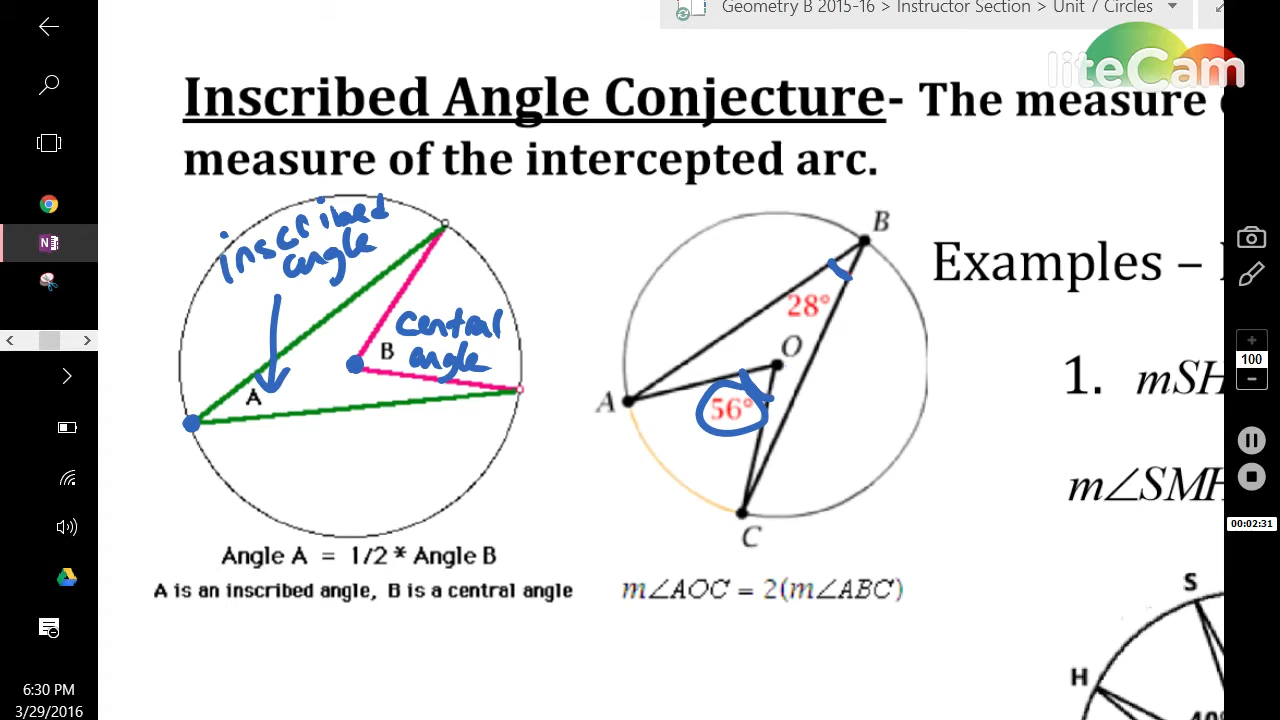 Geometry B 2015-16 > Instructor Section > Unit 7 Circles
liteCam
Inscribed Angle Conjecture- The measure
measure of the intercepted arc.
inscribed
angle
central
angle
B
A
B
28°
O
A
56°
C
Angle A = 1/2 * Angle B
A is an inscribed angle, B is a central angle
m∠AOC = 2(m∠ABC)
Examples –
1. mSH
m∠SMH
S
H
100
00:02:31
N
6:30 PM
3/29/2016